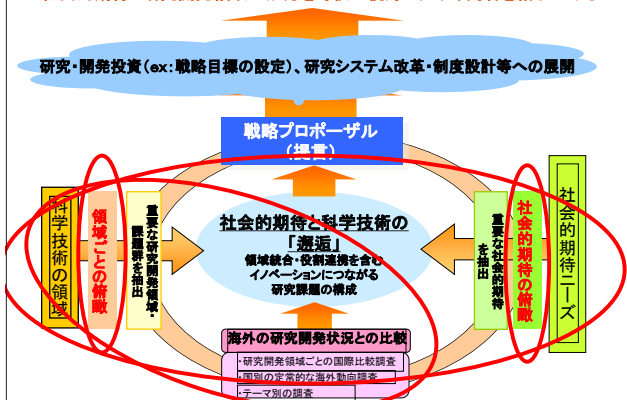 研究・開発投資(ex:戦略目標の設定)、研究システム改革・制度設計等への展開
戦略プロポーザル
(提言)
科学技術の領域
領域ごとの俯瞰
重要な研究開発領域・
課題群を抽出
社会的期待と科学技術の
「邂逅」
領域統合・役割連携を含む
イノベーションにつながる
研究課題の構成
重要な社会的期待
を抽出
社会的期待の俯瞰
社会的期待ニーズ
海外の研究開発状況との比較
・研究開発領域ごとの国際比較調査
・国別の定常的な海外動向調査
・テーマ別の調査